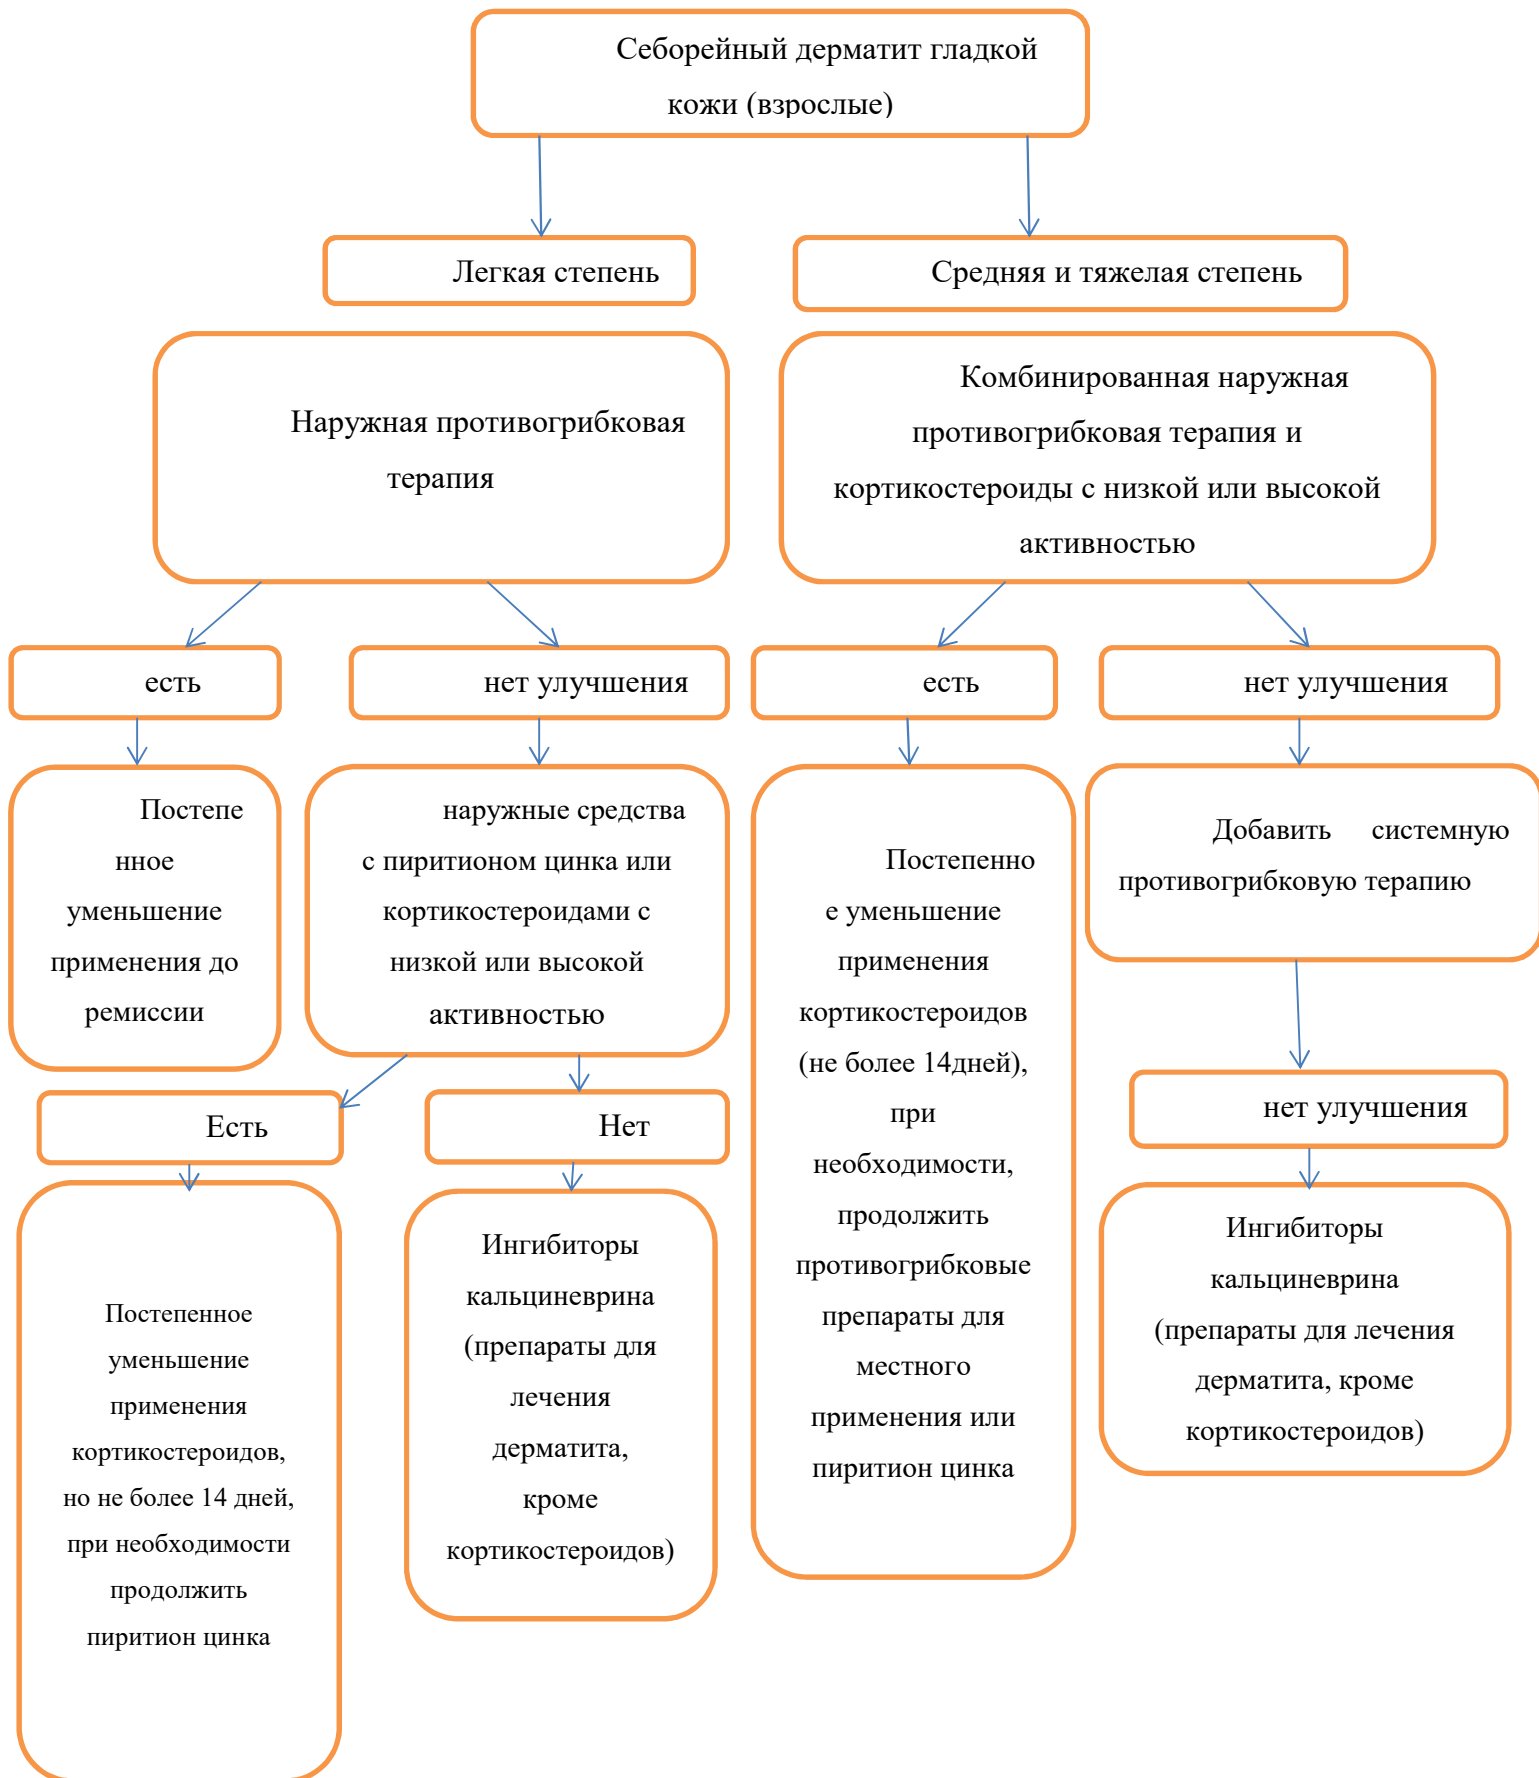 Себорейный дерматит гладкой
кожи (взрослые)
Легкая степень
Средняя и тяжелая степень
Наружная противогрибковая
терапия
Комбинированная наружная
противогрибковая терапия и
кортикостероиды с низкой или высокой
активностью
есть
нет улучшения
есть
нет улучшения
Постепе
нное
уменьшение
применения до
ремиссии
наружные средства
с пиритионом цинка или
кортикостероидами с
низкой или высокой
активностью
Постепенно
е уменьшение
применения
кортикостероидов
(не более 14дней),
при
необходимости,
продолжить
противогрибковые
препараты для
местного
применения или
пиритион цинка
Добавить системную
противогрибковую терапию
Есть
Нет
нет улучшения
Постепенное
уменьшение
применения
кортикостероидов,
но не более 14 дней,
при необходимости
продолжить
пиритион цинка
Ингибиторы
кальциневрина
(препараты для
лечения
дерматита,
кроме
кортикостероидов)
Ингибиторы
кальциневрина
(препараты для лечения
дерматита, кроме
кортикостероидов)